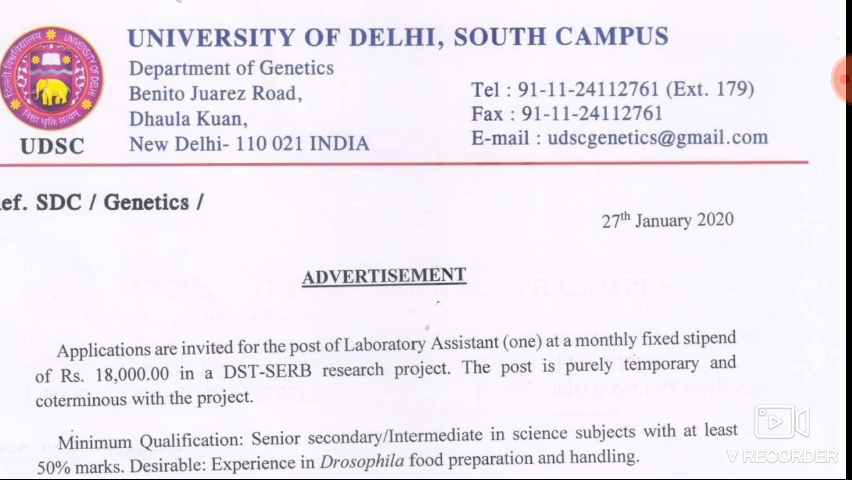 UNIVERSITY OF DELHI, SOUTH CAMPUS
Department of Genetics
Benito Juarez Road,
Dhaula Kuan,
New Delhi- 110 021 INDIA
Tel : 91-11-24112761 (Ext. 179)
Fax : 91-11-24112761
E-mail : udscgenetics@gmail.com
UDSC
ef. SDC / Genetics /
27th January 2020
ADVERTISEMENT
Applications are invited for the post of Laboratory Assistant (one) at a monthly fixed stipend
of Rs. 18,000.00 in a DST-SERB research project. The post is purely temporary and
coterminous with the project.
Minimum Qualification: Senior secondary/Intermediate in science subjects with at least
50% marks. Desirable: Experience in Drosophila food preparation and handling.
V RECORDER